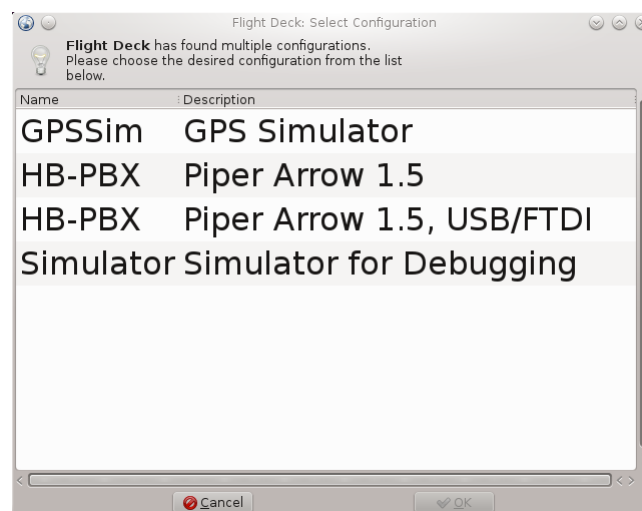 Flight Deck: Select Configuration
Flight Deck has found multiple configurations.
Please choose the desired configuration from the list
below.
Name Description
GPSSim GPS Simulator
HB-PBX Piper Arrow 1.5
HB-PBX Piper Arrow 1.5, USB/FTDI
Simulator Simulator for Debugging
Cancel OK